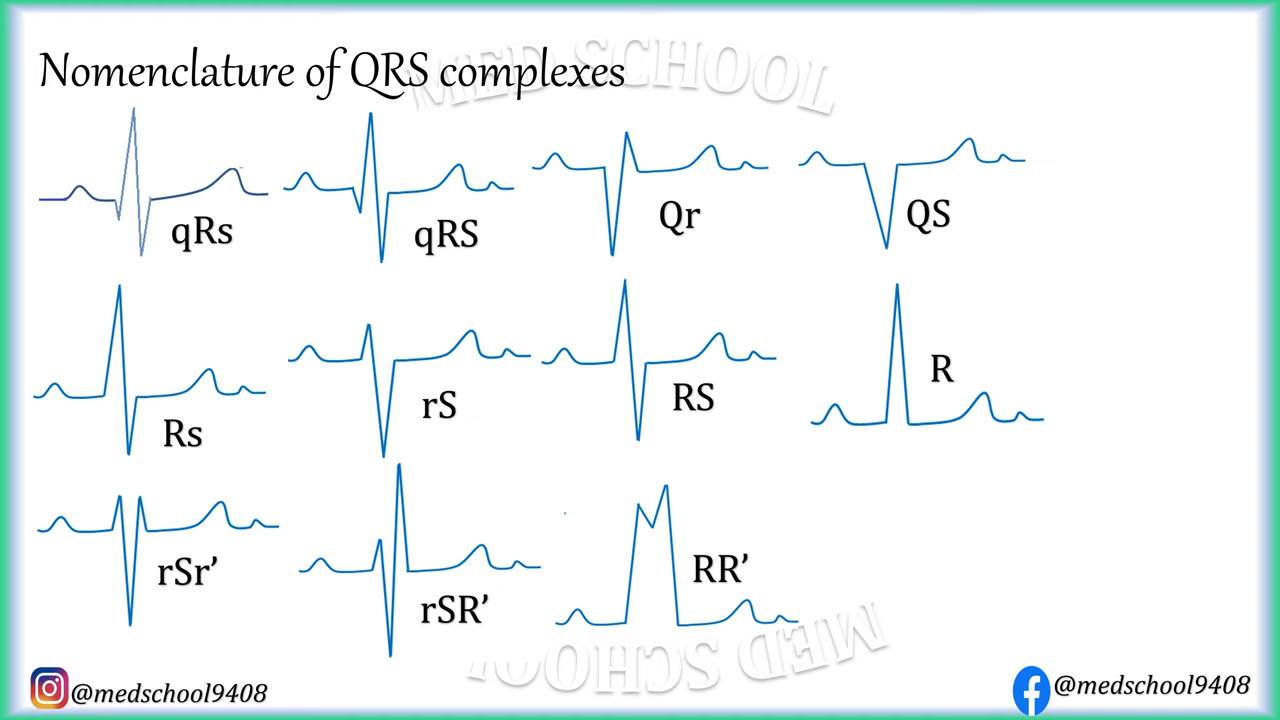 MED SCHOOL
Nomenclature of QRS complexes
qRs
qRS
Qr
QS
Rs
rS
RS
R
rSr’
rSR’
RR’
MED SCHOOL
@medschool9408
@medschool9408